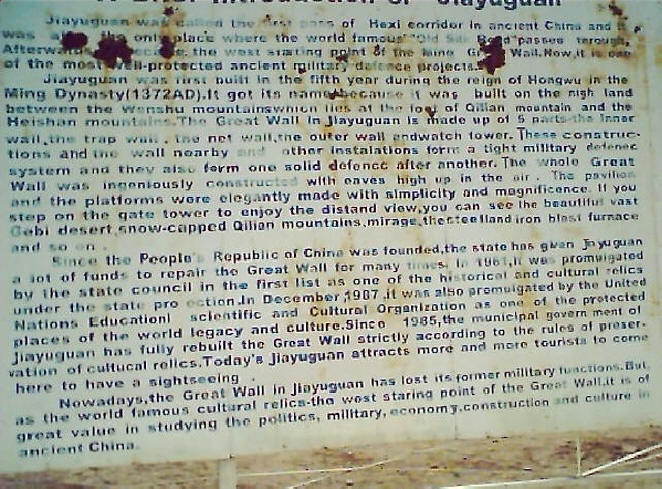 A Brief Introduction of Jiayuguan
Jiayuguan was called the first pass of Hexi corridor in ancient China and it
was also the only place where the world famous "Old Silk Road"passes terough.
Afterwards, the west staring point of the Great Wall.Now,it is one
of the most well-protected ancient military defence projects.
Jiayuguan was first built in the fifth year during the reign of Hongwu in the
Ming Dynasty(1372AD).It got its name because it was built on the nigh land
between the Wenshu mountainswnicn lies at the foot of Qilian mountain and the
Heishan mountains.The Great Wall in Jiayuguan is made up of 5 parts-the inner
wall,the trap wall , the net wall,the outer wall endwatch tower. These construc-
tions and the wall nearby and other instalations form a tight military defenec
system and they also form one solid defencc after another. The whole Great
Wall was ingeniously constructed with eaves high up in the air . The pavilion
and the platforms were elegantly made with simplicity and magnificence. If you
step on the gate tower to enjoy the distand view,you can see the beautiful vast
Gebi desert,snow-capped Qilian mountains,mirage,thesteelland iron blast furnace
and so on .
Since the People's Republic of China was founded,the state has given Jiayuguan
a lot of funds to repair the Great Wall for many times. In 1961,it was promuigated
by the state council in the first list as one of the historical and cultural relics
under the state pro ection.In December,1987 ,it was also promuigated by the United
Nations Educationl scientific and Cultural Organization as one of the protected
places of the world legacy and culture.Since 1985,the municipal govern ment of
Jiayuguan has fully rebuilt the Great Wall strictly according to the rules of preser-
vation of cultucal relics.Today's Jiayuguan attracts more and more tourists to come
here to have a sightseeing .
Nowadays,the Great Wall in Jiayuguan has lost its former military functions.But,
as the world famous cultural relics-the west staring point of the Great Wall,it is of
great value in studying the politics, military, economy,construction and culture in
ancient China.